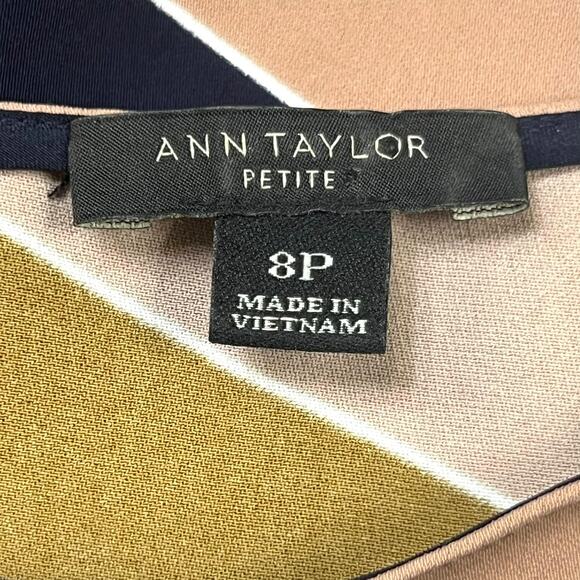 ANN TAYLOR
PETITE
8P
MADE IN
VIETNAM